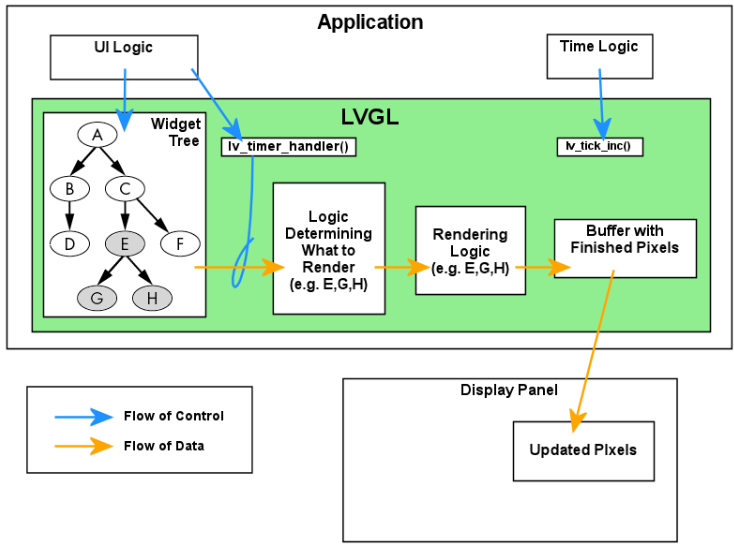 Application
UI Logic
Time Logic
LVGL
Widget
Tree
A
B
C
D
E
F
G
H
lv_timer_handler()
lv_tick_inc()
Logic
Determining
What to
Render
(e.g. E,G,H)
Rendering
Logic
(e.g. E,G,H)
Buffer with
Finished Pixels
Flow of Control
Flow of Data
Display Panel
Updated PIxels